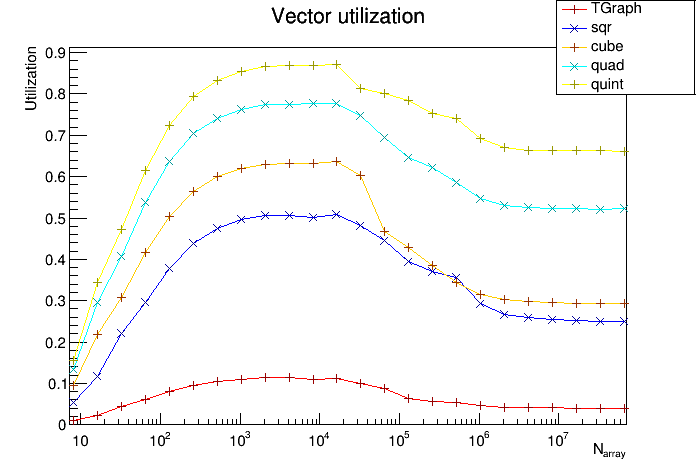 Vector utilization
TGraph
sqr
cube
quad
quint
Utilization
0.9
0.8
0.7
0.6
0.5
0.4
0.3
0.2
0.1
0
10
10²
10³
10⁴
10⁵
10⁶
10⁷
N_array